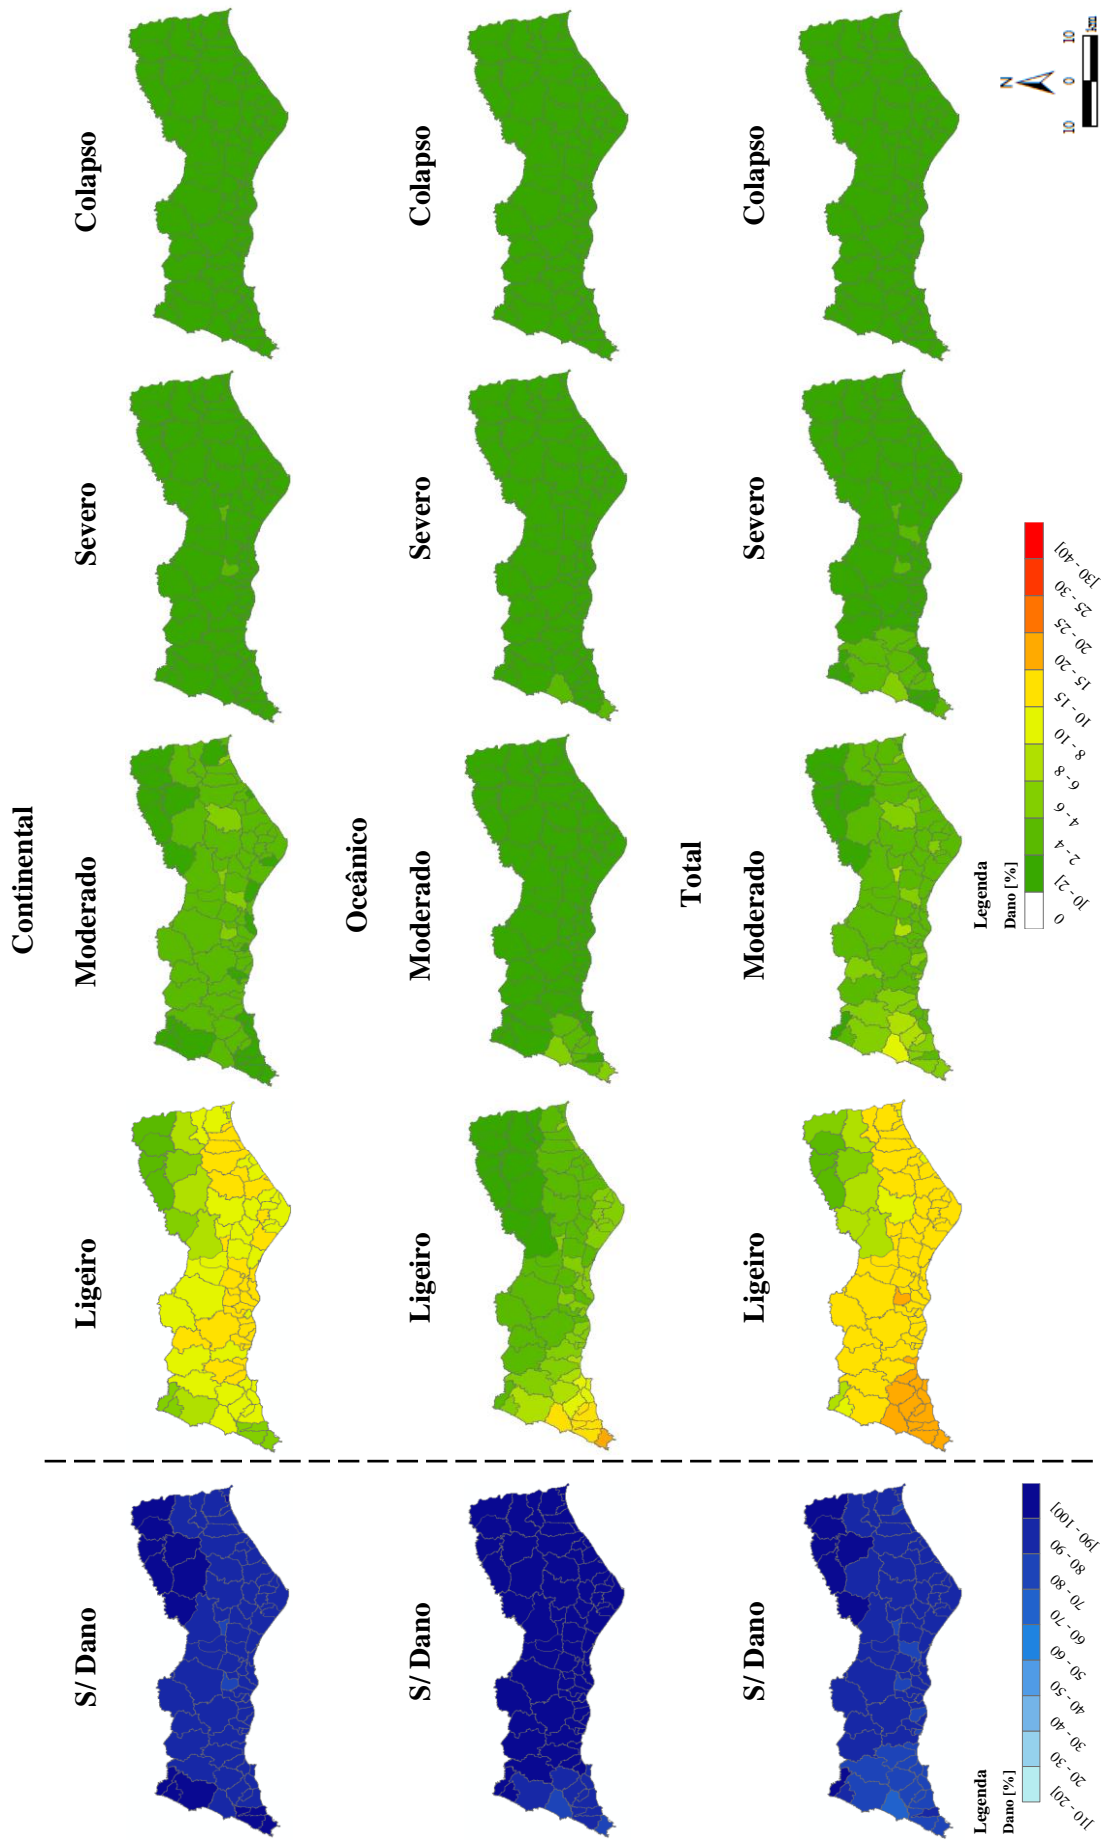 Continental
S/ Dano
Ligeiro
Moderado
Severo
Colapso
Oceânico
S/ Dano
Ligeiro
Moderado
Severo
Colapso
Total
S/ Dano
Ligeiro
Moderado
Severo
Colapso
Legenda
Dano [%]
]10 - 20]
20 - 30
30 - 40
40 - 50
50 - 60
60 - 70
70 - 80
80 - 90
]90 - 100]
Legenda
Dano [%]
0
]0 - 2]
2 - 4
4 - 6
6 - 8
8 - 10
10 - 15
15 - 20
20 - 25
25 - 30
]30 - 40]
N
10 0 10
km